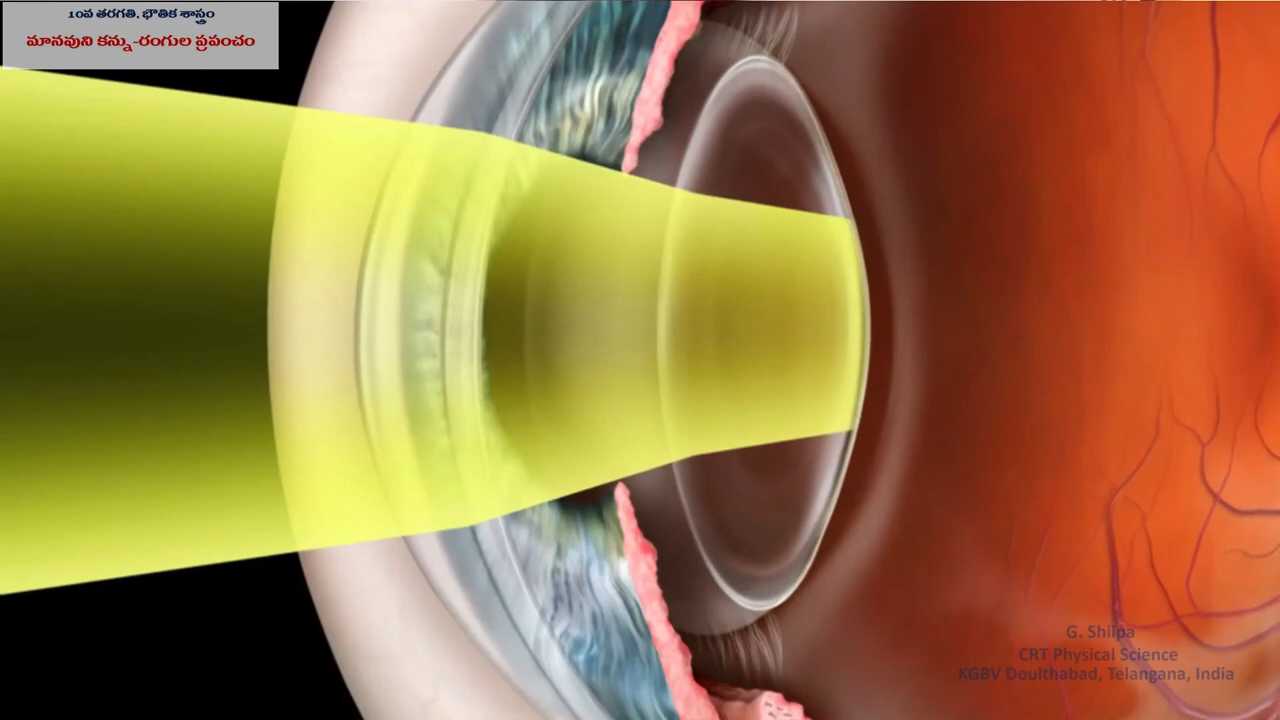 10వ తరగతి, భౌతిక శాస్త్రం
మానవుని కన్ను-రంగుల ప్రపంచం
G. Shilpa
CRT Physical Science
KGBV Doulthabad, Telangana, India